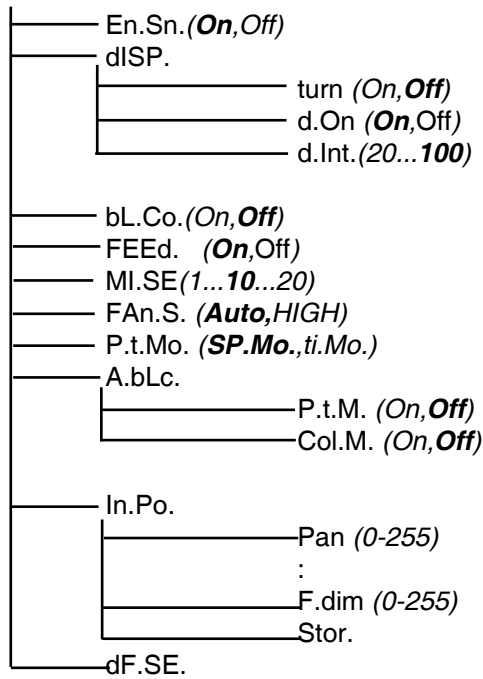 En.Sn.(On,Off)
dISP.
turn (On,Off)
d.On (On,Off)
d.Int.(20...100)
bL.Co.(On,Off)
FEEd. (On,Off)
MI.SE(1...10...20)
FAn.S. (Auto,HIGH)
P.t.Mo. (SP.Mo.,ti.Mo.)
A.bLc.
P.t.M. (On,Off)
Col.M. (On,Off)
In.Po.
Pan (0-255)
:
F.dim (0-255)
Stor.
dF.SE.